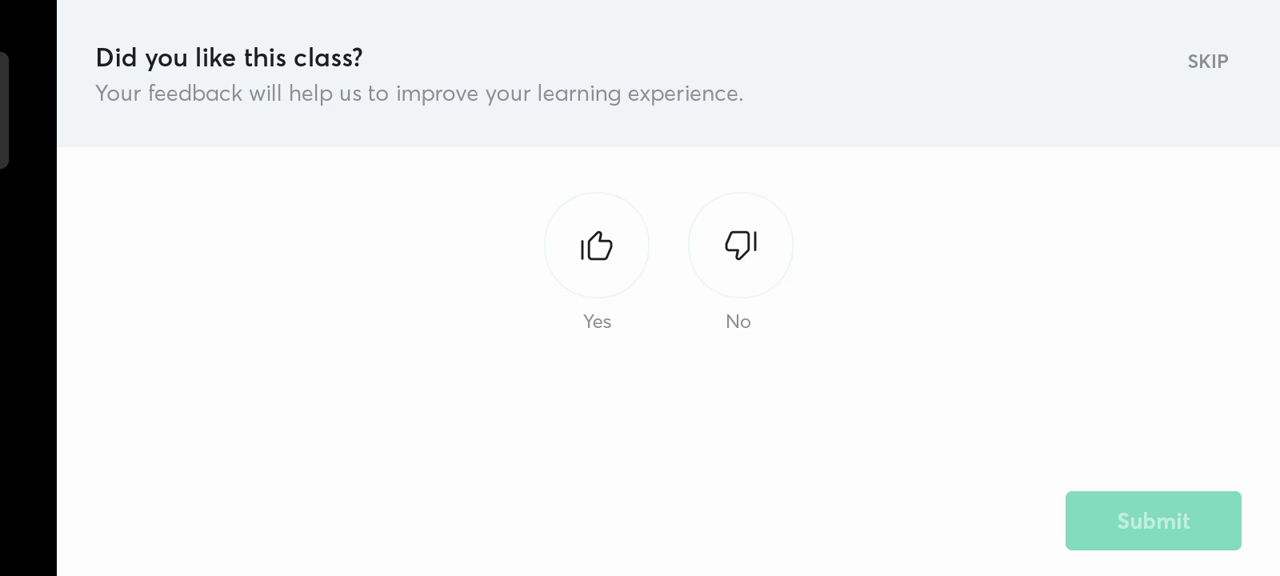 Did you like this class?
SKIP
Your feedback will help us to improve your learning experience.
Yes
No
Submit